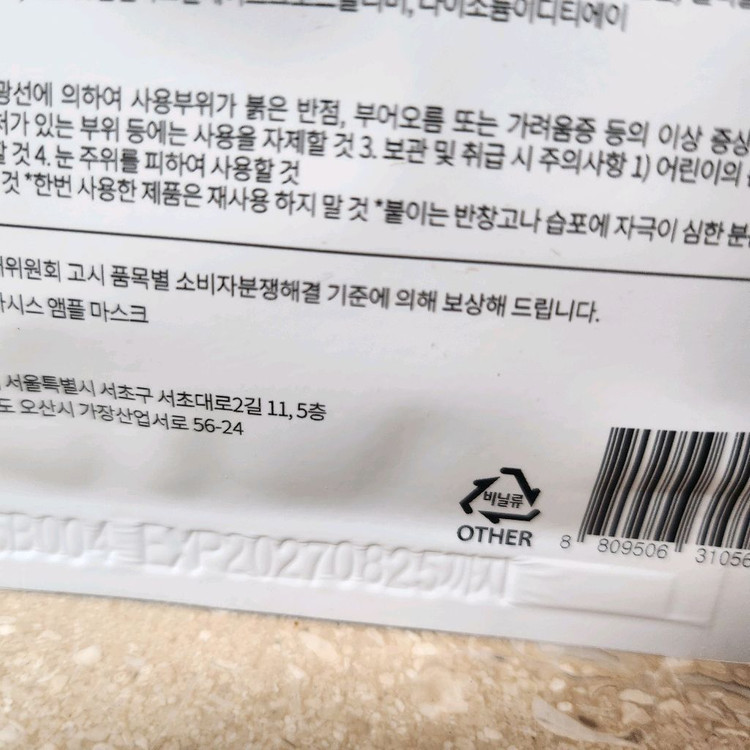 다이소듐이디티에이
광선에 의하여 사용부위가 붉은 반점, 부어오름 또는 가려움증 등의 이상 증상
처가 있는 부위 등에는 사용을 자제할 것 3. 보관 및 취급 시 주의사항 1) 어린이의
할 것 4. 눈 주위를 피하여 사용할 것
것 *한번 사용한 제품은 재사용 하지 말 것 *붙이는 반창고나 습포에 자극이 심한 분은
위원회 고시 품목별 소비자분쟁해결 기준에 의해 보상해 드립니다.
시스 앰플 마스크
서울특별시 서초구 서초대로2길 11, 5층
도 오산시 가장산업서로 56-24
비닐류
OTHER
8 809506 31056
B004 EXP20270825까지